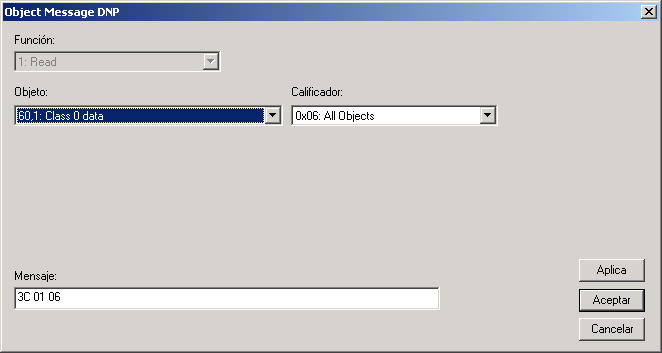 Object Message DNP
Función:
1: Read
Objeto:
Calificador:
60,1: Class 0 data
0x06: All Objects
Mensaje:
3C 01 06
Aplica
Aceptar
Cancelar